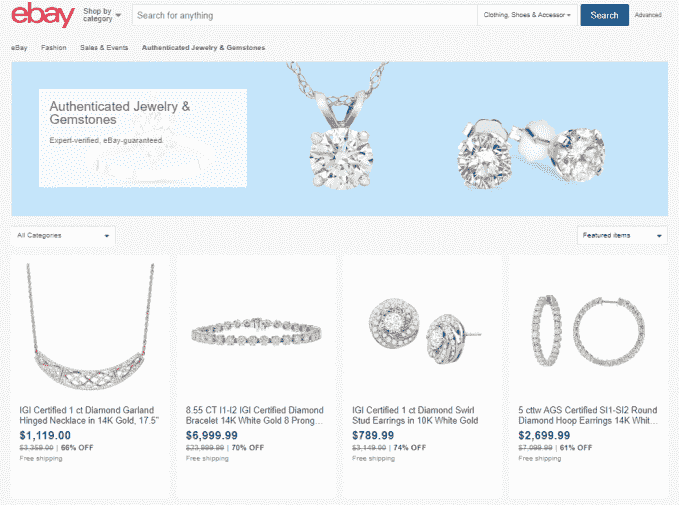 ebay
Shop by
category
Search for anything
Clothing, Shoes & Accessor
Search
Advanced
eBay Fashion Sales & Events Authenticated Jewelry & Gemstones
Authenticated Jewelry &
Gemstones
Expert-verified, eBay-guaranteed.
All Categories
Featured items
IGI Certified 1 ct Diamond Garland
Hinged Necklace in 14K Gold, 17.5"
$1,119.00
$3,358.00 | 66% OFF
Free shipping
8.55 CT I1-I2 IGI Certified Diamond
Bracelet 14K White Gold 8 Prong...
$6,999.99
$23,999.99 | 70% OFF
Free shipping
IGI Certified 1 ct Diamond Swirl
Stud Earrings in 10K White Gold
$789.99
$3,149.00 | 74% OFF
Free shipping
5 cttw AGS Certified SI1-SI2 Round
Diamond Hoop Earrings 14K Whit...
$2,699.99
$7,099.99 | 61% OFF
Free shipping